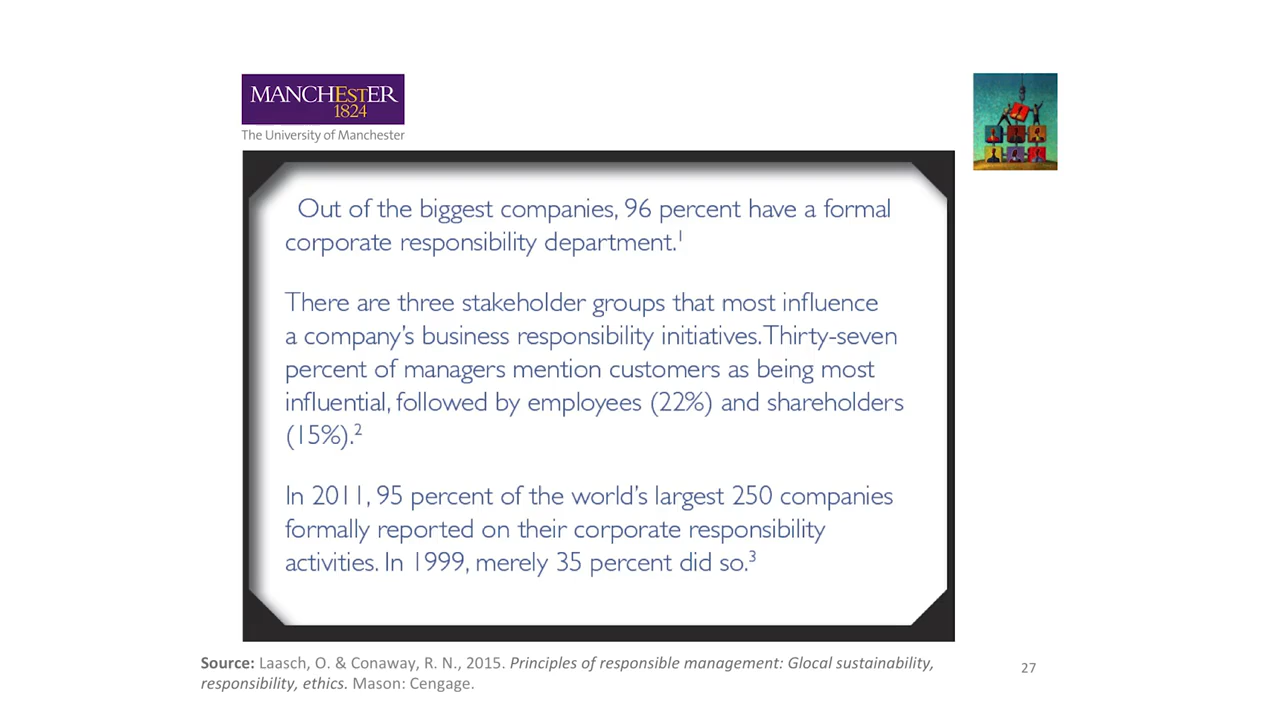 MANCHEStER
1824
The University of Manchester
Out of the biggest companies, 96 percent have a formal
corporate responsibility department.1
There are three stakeholder groups that most influence
a company's business responsibility initiatives. Thirty-seven
percent of managers mention customers as being most
influential, followed by employees (22%) and shareholders
(15%).2
In 2011, 95 percent of the world's largest 250 companies
formally reported on their corporate responsibility
activities. In 1999, merely 35 percent did so.3
Source: Laasch, O. & Conaway, R. N., 2015. Principles of responsible management: Glocal sustainability,
responsibility, ethics. Mason: Cengage.
27